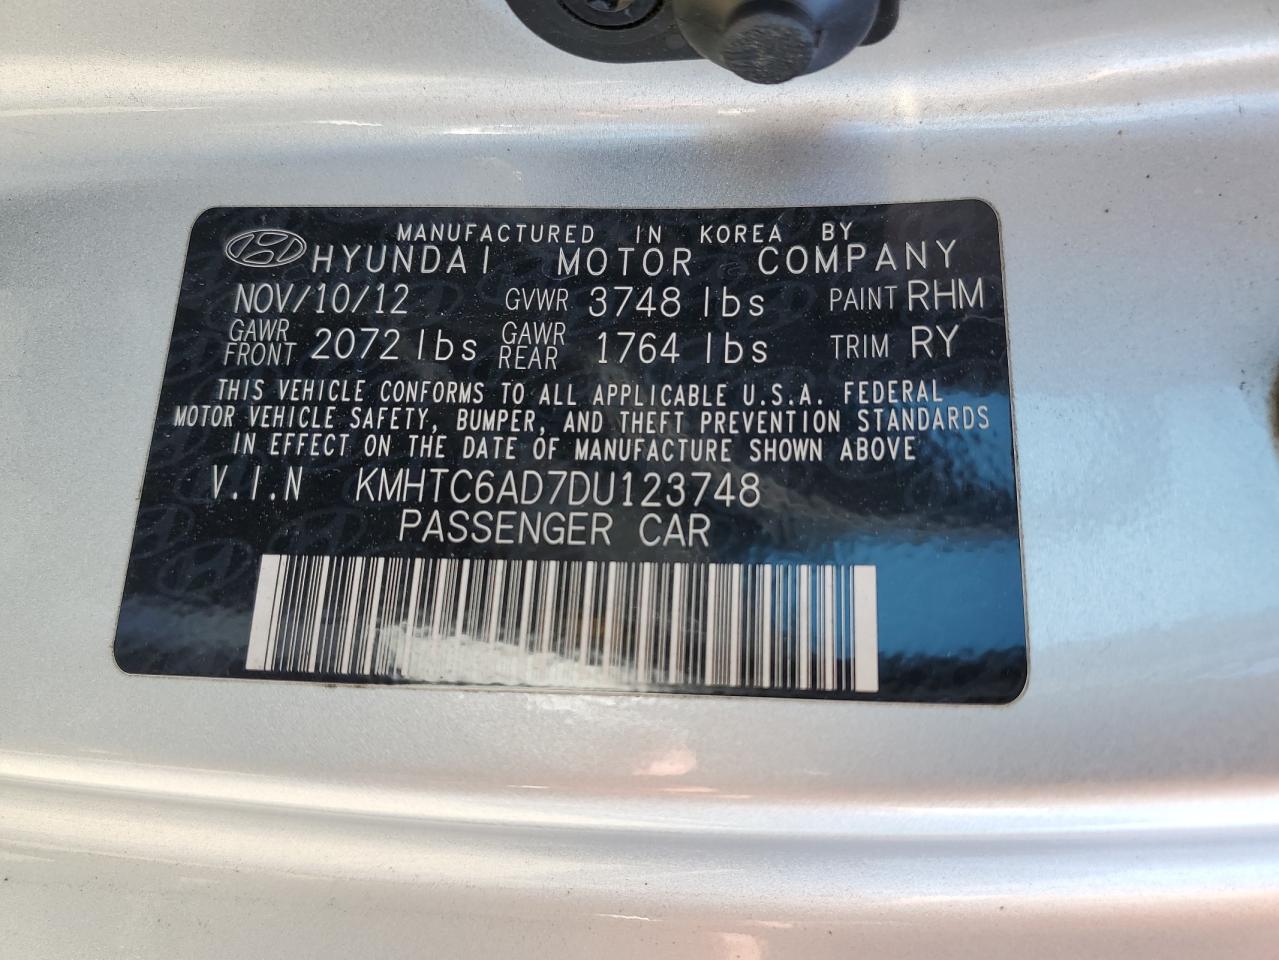 MANUFACTURED IN KOREA BY
HYUNDAI MOTOR COMPANY
NOV/10/12 GVWR 3748 lbs PAINT RHM
GAWR FRONT 2072 lbs GAWR REAR 1764 lbs TRIM RY
THIS VEHICLE CONFORMS TO ALL APPLICABLE U.S.A. FEDERAL
MOTOR VEHICLE SAFETY, BUMPER, AND THEFT PREVENTION STANDARDS
IN EFFECT ON THE DATE OF MANUFACTURE SHOWN ABOVE
V.I.N KMHTC6AD7DU123748
PASSENGER CAR